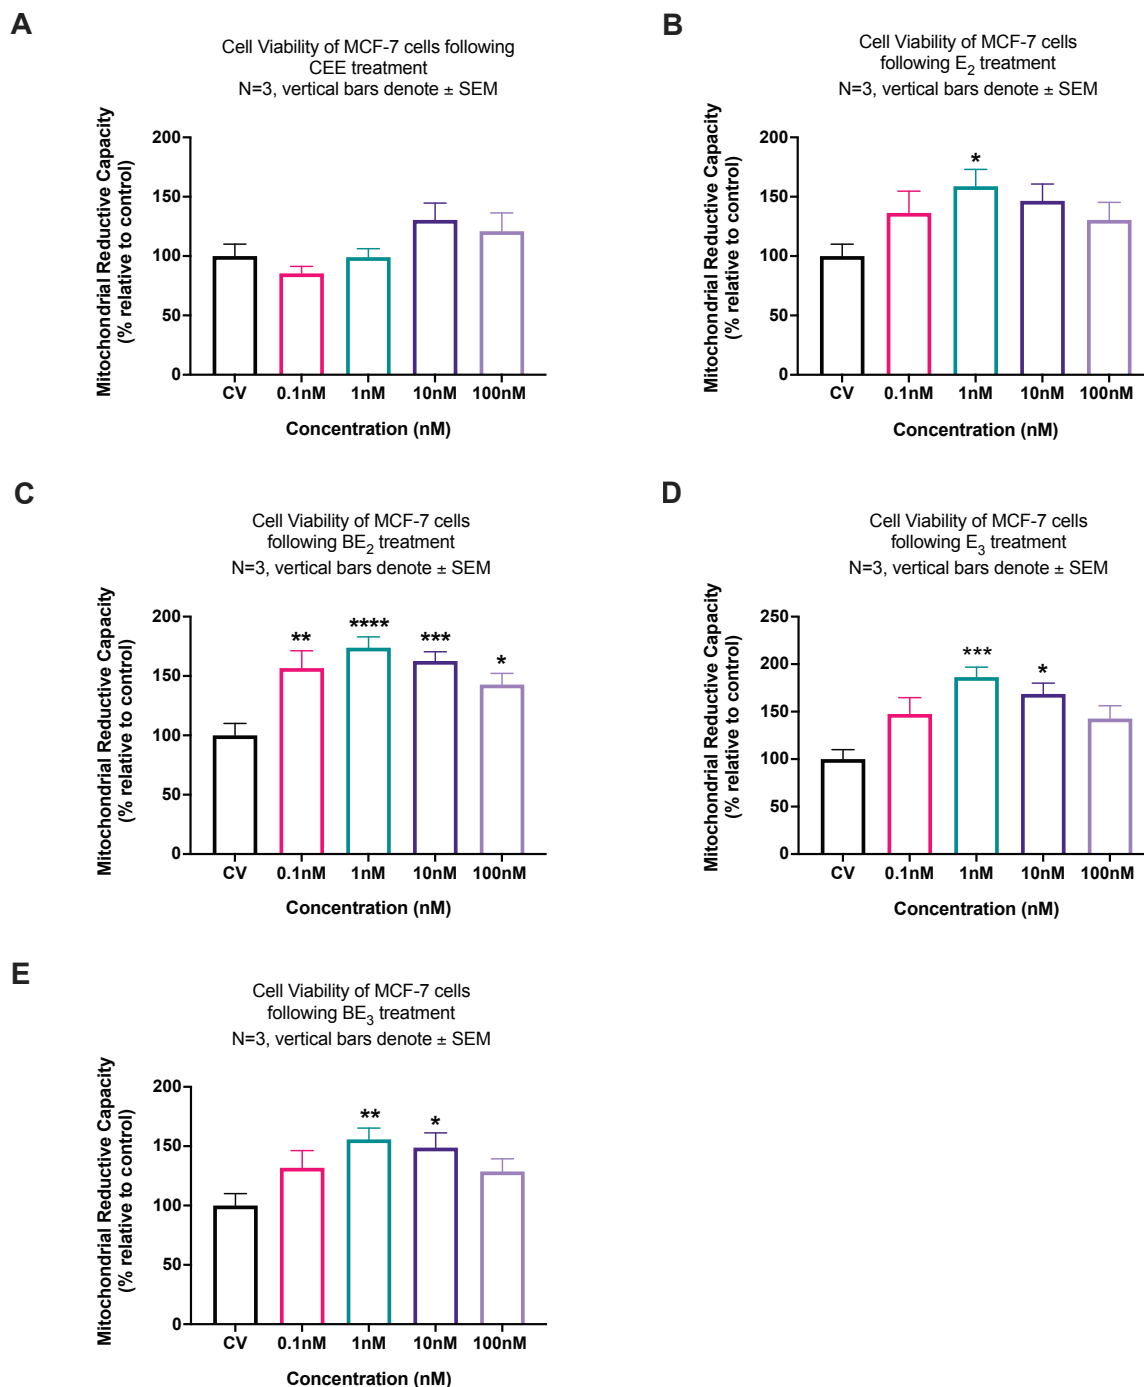 A
Cell Viability of MCF-7 cells following
CEE treatment
N=3, vertical bars denote ± SEM
Mitochondrial Reductive Capacity
(% relative to control)
200
150
100
50
0
CV 0.1nM 1nM 10nM 100nM
Concentration (nM)
B
Cell Viability of MCF-7 cells
following E₂ treatment
N=3, vertical bars denote ± SEM
Mitochondrial Reductive Capacity
(% relative to control)
200
150
100
50
0
*
CV 0.1nM 1nM 10nM 100nM
Concentration (nM)
C
Cell Viability of MCF-7 cells
following BE₂ treatment
N=3, vertical bars denote ± SEM
Mitochondrial Reductive Capacity
(% relative to control)
200
150
100
50
0
** **** *** *
CV 0.1nM 1nM 10nM 100nM
Concentration (nM)
D
Cell Viability of MCF-7 cells
following E₃ treatment
N=3, vertical bars denote ± SEM
Mitochondrial Reductive Capacity
(% relative to control)
250
200
150
100
50
0
*** *
CV 0.1nM 1nM 10nM 100nM
Concentration (nM)
E
Cell Viability of MCF-7 cells
following BE₃ treatment
N=3, vertical bars denote ± SEM
Mitochondrial Reductive Capacity
(% relative to control)
200
150
100
50
0
** *
CV 0.1nM 1nM 10nM 100nM
Concentration (nM)